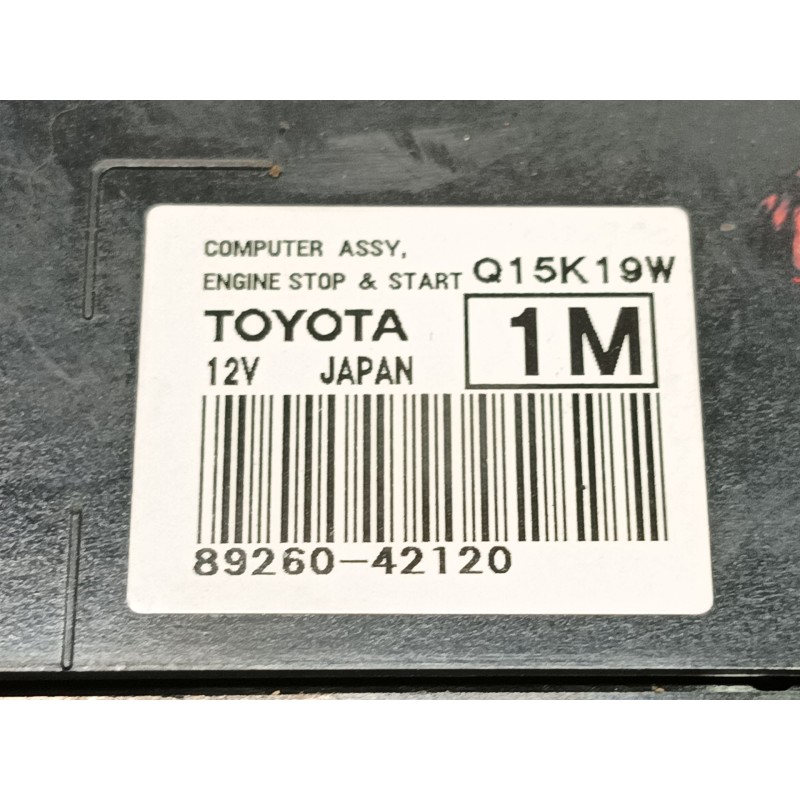 COMPUTER ASSY,
ENGINE STOP & START Q15K19W
TOYOTA 1M
12V JAPAN
89260-42120